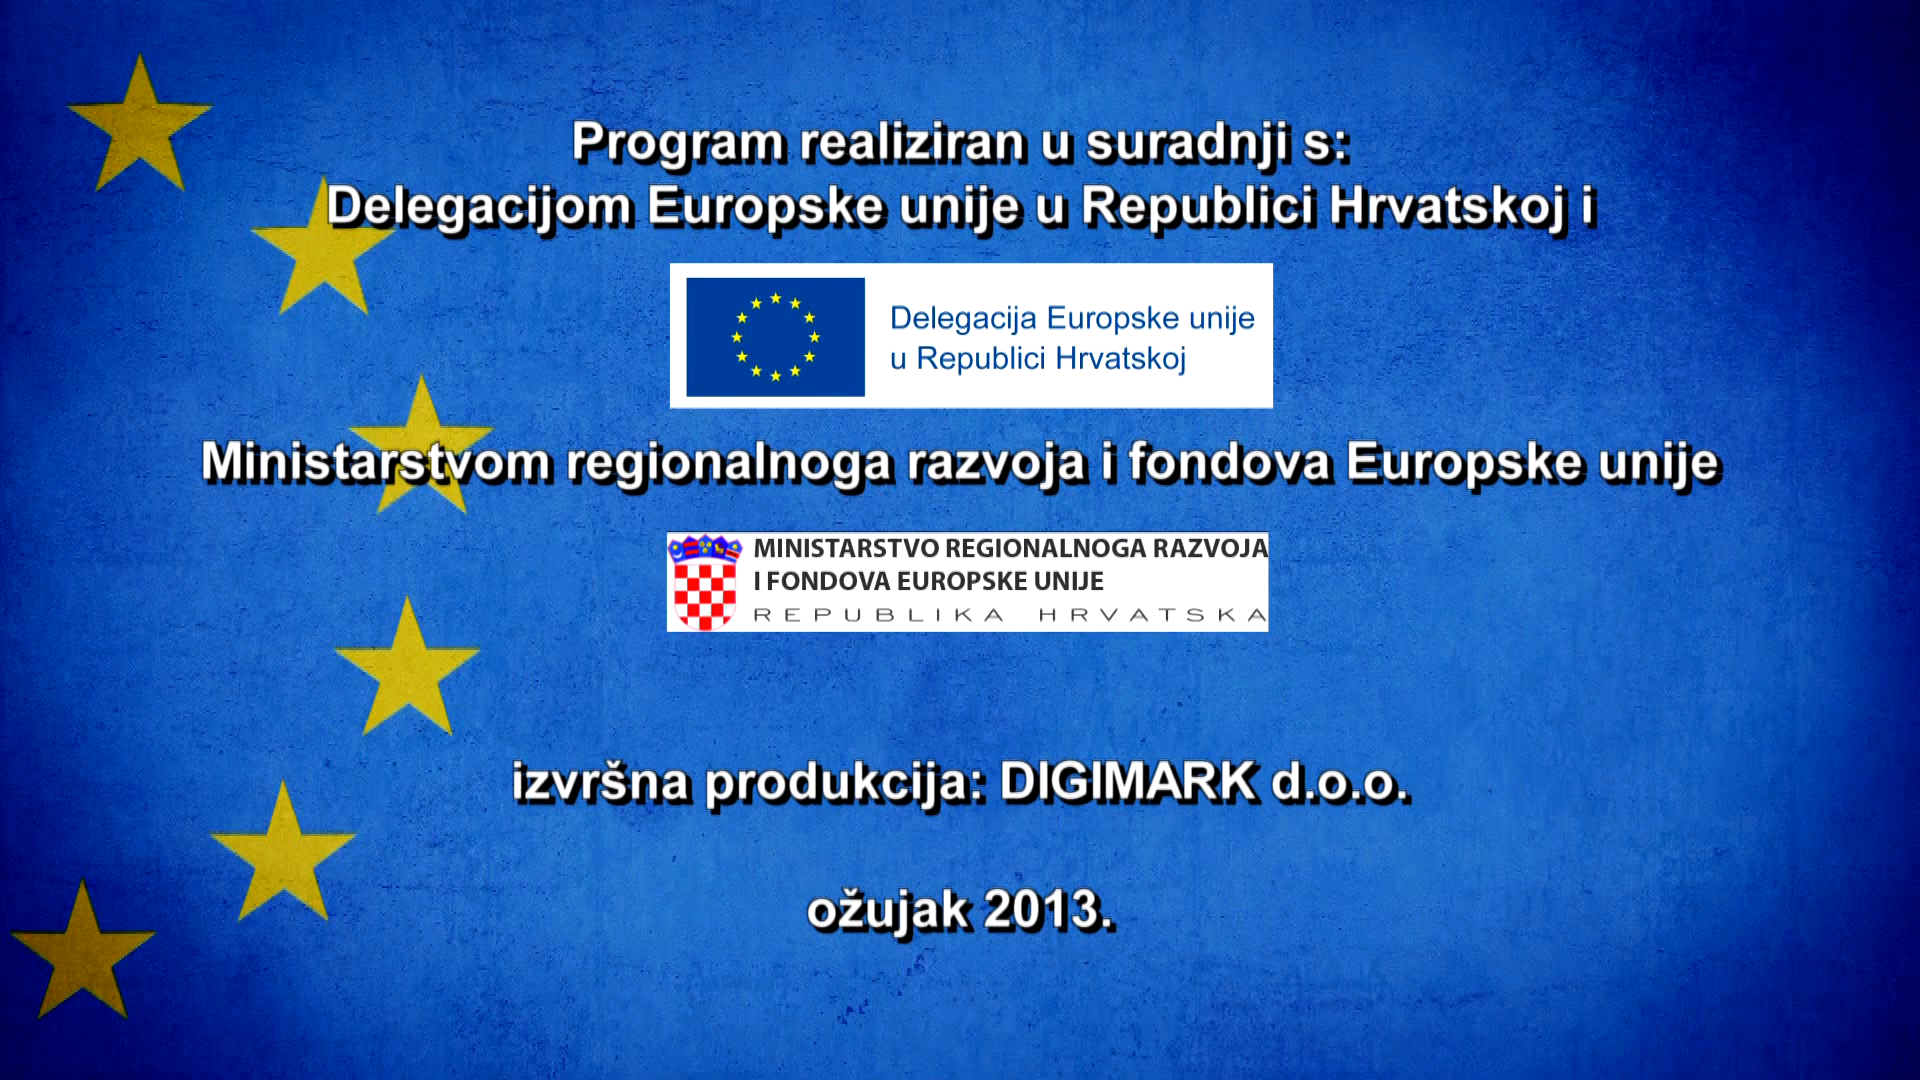 Program realiziran u suradnji s:
Delegacijom Europske unije u Republici Hrvatskoj i
Delegacija Europske unije
u Republici Hrvatskoj
Ministarstvom regionalnoga razvoja i fondova Europske unije
MINISTARSTVO REGIONALNOGA RAZVOJA
I FONDOVA EUROPSKE UNIJE
REPUBLIKA HRVATSKA
izvršna produkcija: DIGIMARK d.o.o.
ožujak 2013.